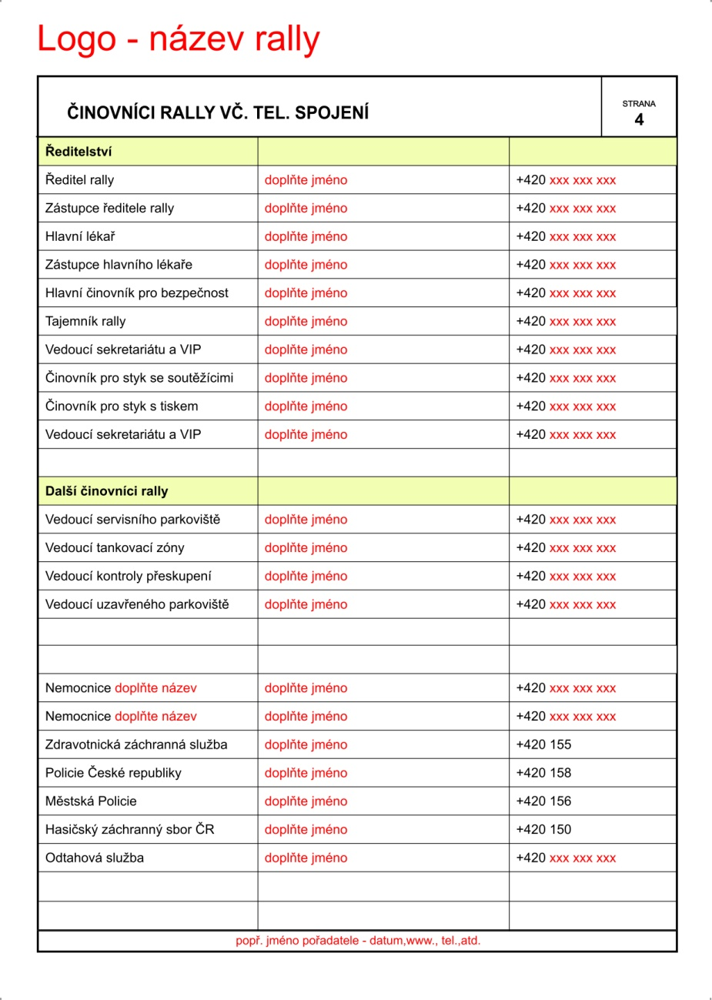 Logo - název rally
ČINOVNÍCI RALLY VČ. TEL. SPOJENÍ
STRANA
4
Ředitelství
Ředitel rally doplňte jméno +420 xxx xxx xxx
Zástupce ředitele rally doplňte jméno +420 xxx xxx xxx
Hlavní lékař doplňte jméno +420 xxx xxx xxx
Zástupce hlavního lékaře doplňte jméno +420 xxx xxx xxx
Hlavní činovník pro bezpečnost doplňte jméno +420 xxx xxx xxx
Tajemník rally doplňte jméno +420 xxx xxx xxx
Vedoucí sekretariátu a VIP doplňte jméno +420 xxx xxx xxx
Činovník pro styk se soutěžícimi doplňte jméno +420 xxx xxx xxx
Činovník pro styk s tiskem doplňte jméno +420 xxx xxx xxx
Vedoucí sekretariátu a VIP doplňte jméno +420 xxx xxx xxx
Další činovníci rally
Vedoucí servisního parkoviště doplňte jméno +420 xxx xxx xxx
Vedoucí tankovací zóny doplňte jméno +420 xxx xxx xxx
Vedoucí kontroly přeskupení doplňte jméno +420 xxx xxx xxx
Vedoucí uzavřeného parkoviště doplňte jméno +420 xxx xxx xxx
Nemocnice doplňte název doplňte jméno +420 xxx xxx xxx
Nemocnice doplňte název doplňte jméno +420 xxx xxx xxx
Zdravotnická záchranná služba doplňte jméno +420 155
Policie České republiky doplňte jméno +420 158
Městská Policie doplňte jméno +420 156
Hasičský záchranný sbor ČR doplňte jméno +420 150
Odtahová služba doplňte jméno +420 xxx xxx xxx
popř. jméno pořadatele - datum,www., tel.,atd.